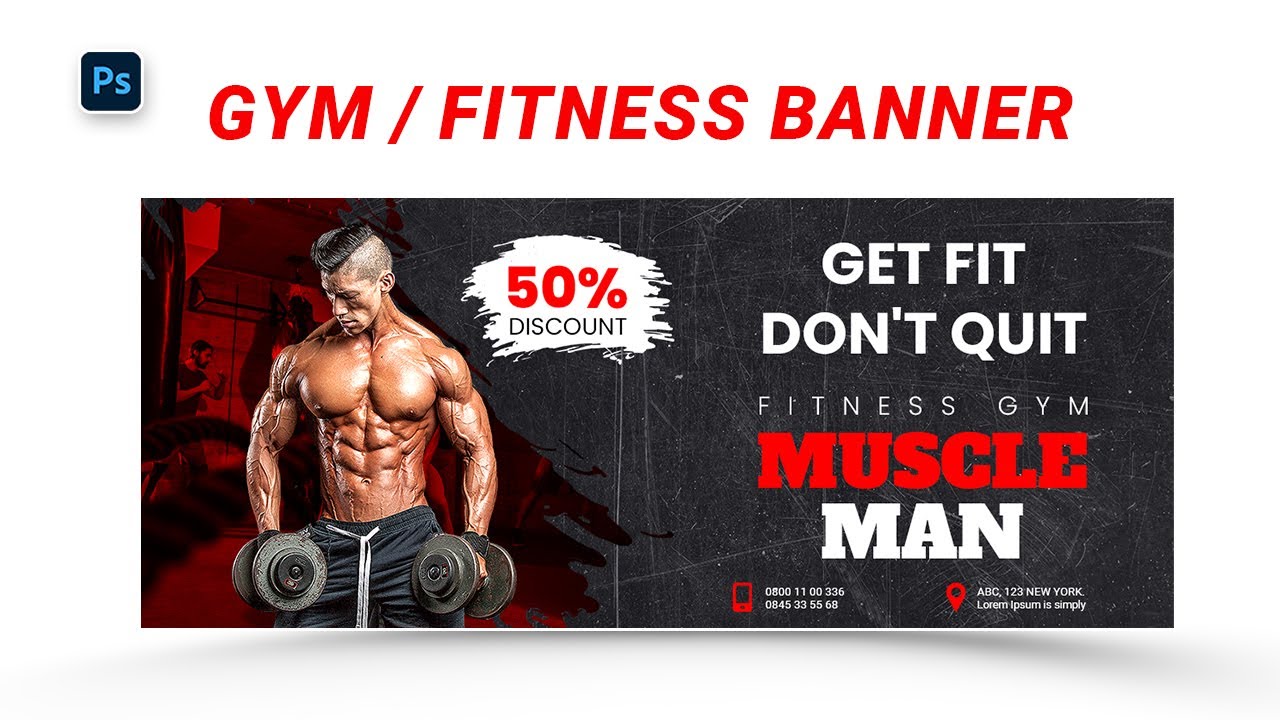 Ps
GYM / FITNESS BANNER
50%
DISCOUNT
GET FIT
DON'T QUIT
FITNESS GYM
MUSCLE
MAN
0800 11 00 336
0845 33 55 68
ABC, 123 NEW YORK.
Lorem Ipsum is simply